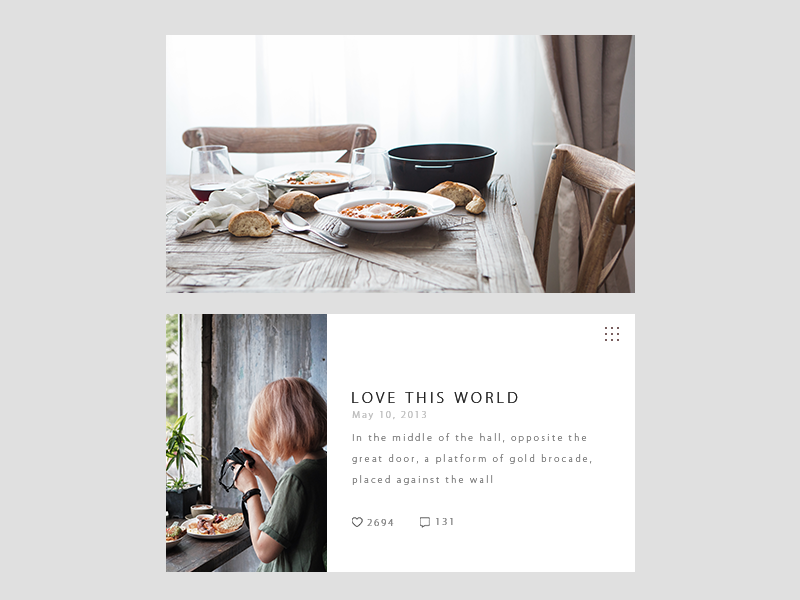 LOVE THIS WORLD
May 10, 2013
In the middle of the hall, opposite the
great door, a platform of gold brocade,
placed against the wall
2694 131